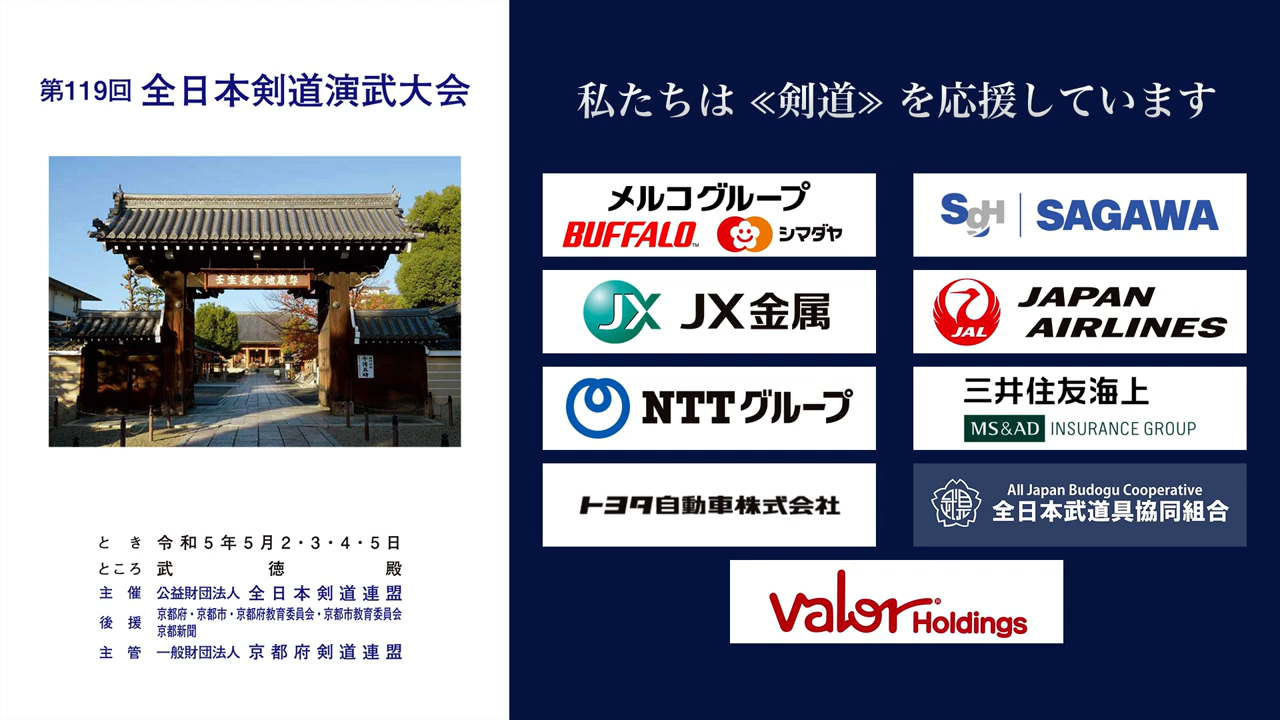 第119回 全日本剣道演武大会
壬生延命地蔵尊
とき 令和5年5月2・3・4・5日
ところ 武徳殿
主催 公益財団法人 全日本剣道連盟
後援 京都府・京都市・京都府教育委員会・京都市教育委員会
京都新聞
主管 一般財団法人 京都府剣道連盟
私たちは ≪剣道≫ を応援しています
メルコグループ
BUFFALO™ シマダヤ
SgH SAGAWA
JX JX金属
JAL JAPAN AIRLINES
NTTグループ
三井住友海上
MS&AD INSURANCE GROUP
トヨタ自動車株式会社
All Japan Budogu Cooperative
全日本武道具協同組合
valor® Holdings